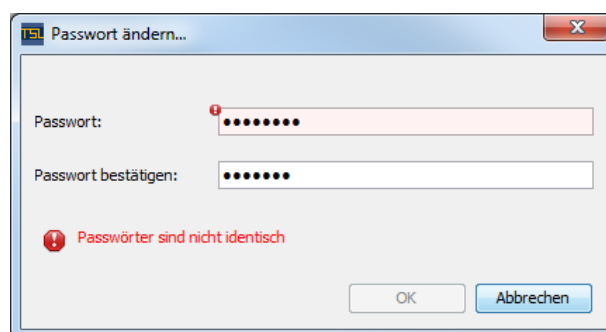 TSL Passwort ändern...
Passwort: ••••••••
Passwort bestätigen: •••••••
Passwörter sind nicht identisch
OK Abbrechen